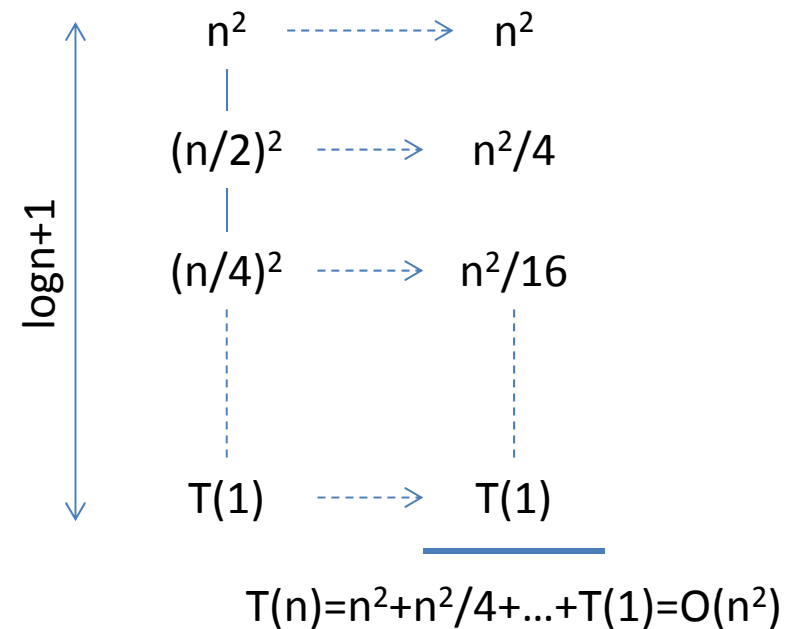 n² n²
(n/2)² n²/4
(n/4)² n²/16
logn+1
T(1) T(1)
T(n)=n²+n²/4+...+T(1)=O(n²)